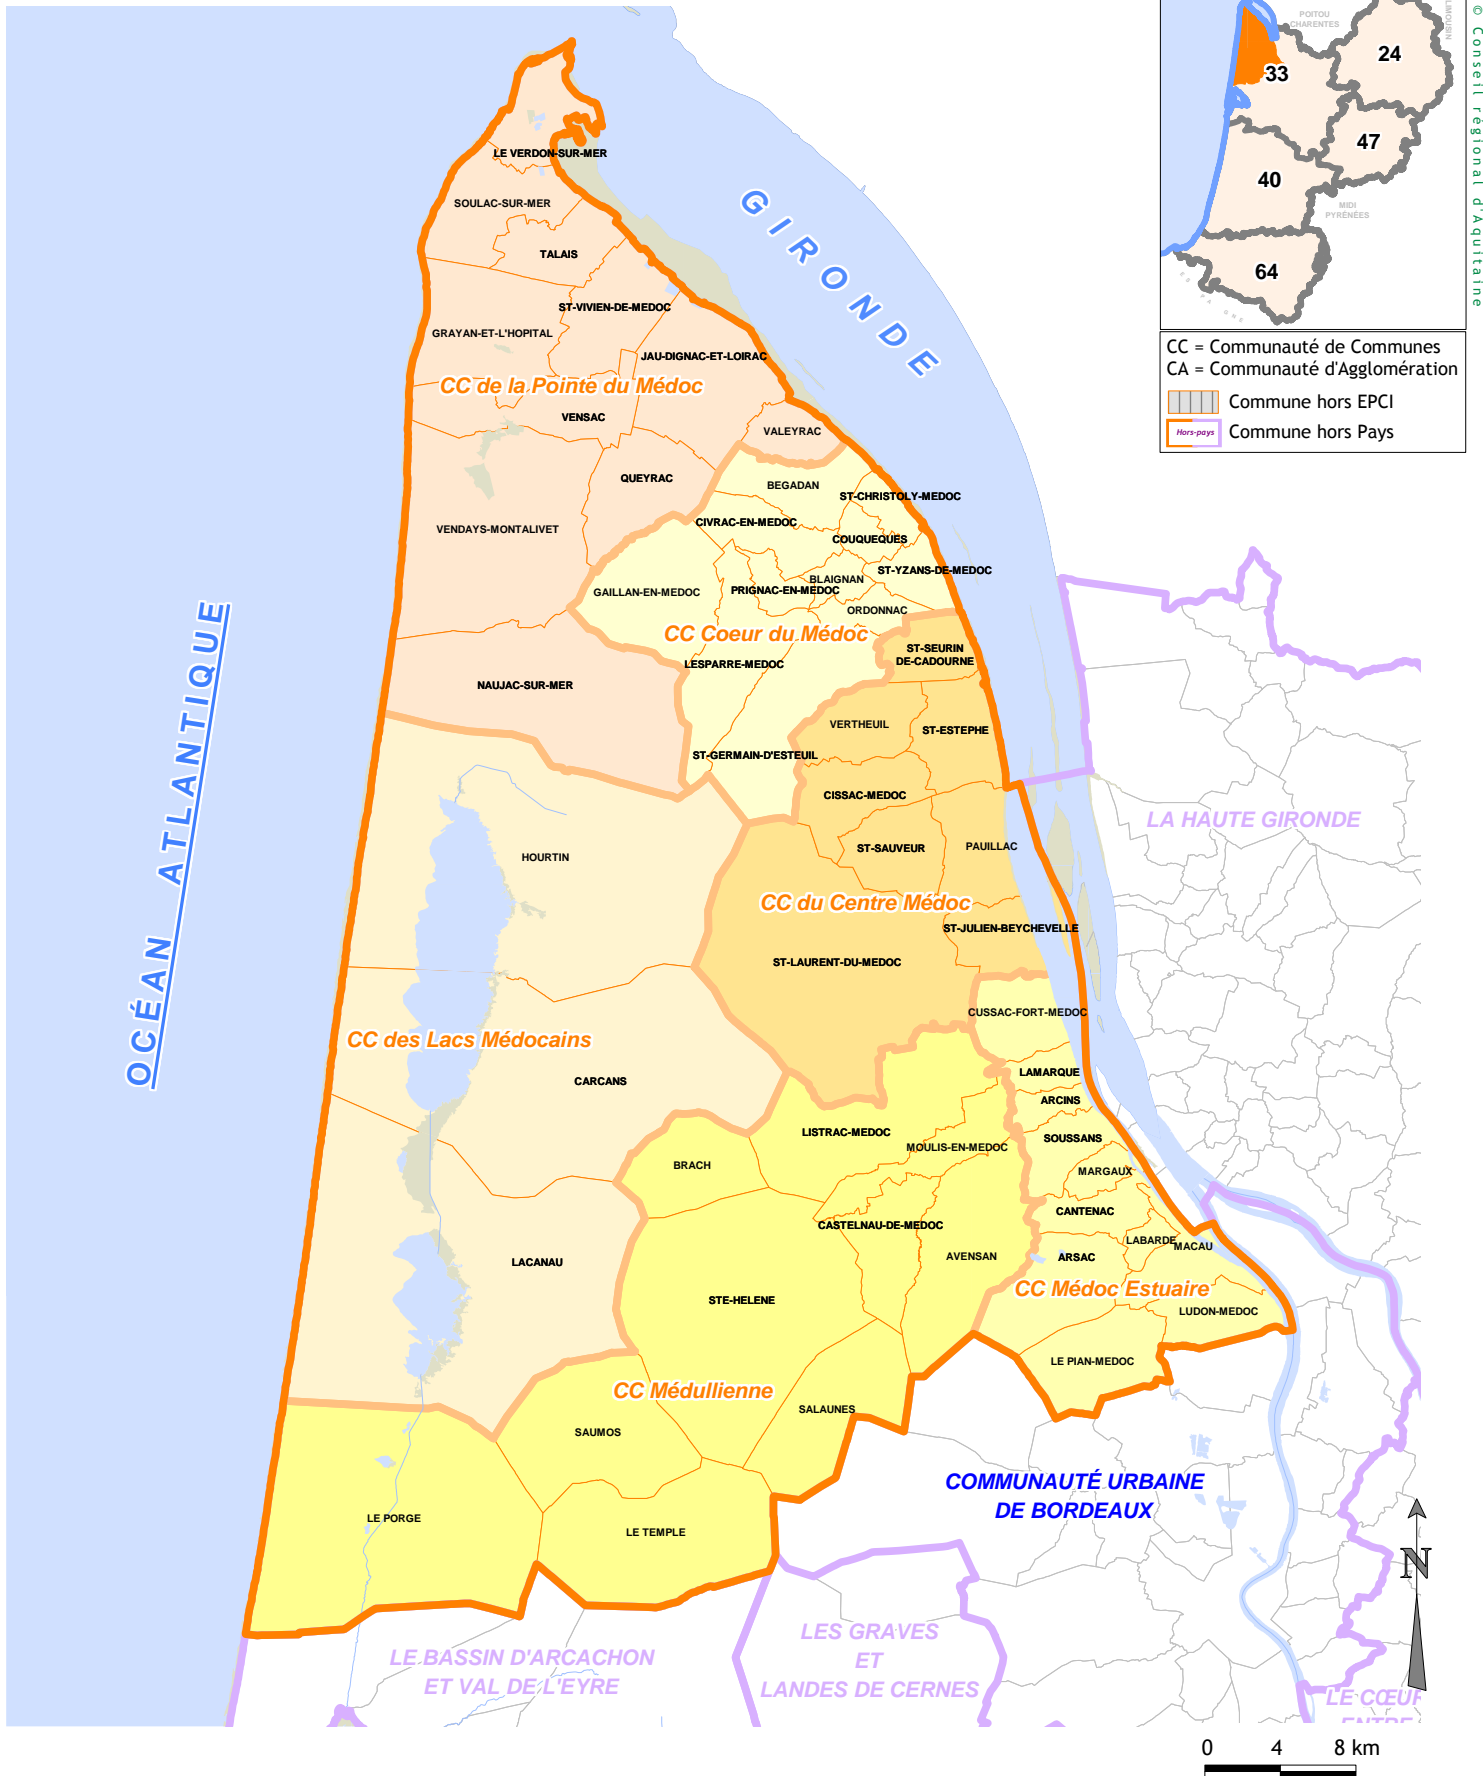 POITOU
CHARENTES
LIMOUSIN
© Conseil régional d'Aquitaine
24
33
47
40
MIDI
PYRÉNÉES
64
ESPAGNE
CC = Communauté de Communes
CA = Communauté d'Agglomération
Commune hors EPCI
Hors-pays
Commune hors Pays
GIRONDE
OCÉAN ATLANTIQUE
LE VERDON-SUR-MER
SOULAC-SUR-MER
TALAIS
ST-VIVIEN-DE-MEDOC
GRAYAN-ET-L'HOPITAL
JAU-DIGNAC-ET-LOIRAC
CC de la Pointe du Médoc
VENSAC
VALEYRAC
QUEYRAC
BEGADAN
ST-CHRISTOLY-MEDOC
CIVRAC-EN-MEDOC
VENDAYS-MONTALIVET
COUQUEQUES
ST-YZANS-DE-MEDOC
BLAIGNAN
PRIGNAC-EN-MEDOC
GAILLAN-EN-MEDOC
ORDONNAC
CC Coeur du Médoc
ST-SEURIN
DE-CADOURNE
LESPARRE-MEDOC
NAUJAC-SUR-MER
VERTHEUIL
ST-ESTEPHE
ST-GERMAIN-D'ESTEUIL
CISSAC-MEDOC
LA HAUTE GIRONDE
ST-SAUVEUR
PAUILLAC
HOURTIN
CC du Centre Médoc
ST-JULIEN-BEYCHEVELLE
ST-LAURENT-DU-MEDOC
CUSSAC-FORT-MEDOC
CC des Lacs Médocains
CARCANS
LAMARQUE
ARCINS
LISTRAC-MEDOC
SOUSSANS
MOULIS-EN-MEDOC
BRACH
MARGAUX
CANTENAC
CASTELNAU-DE-MEDOC
LABARDE
MACAU
AVENSAN
ARSAC
LACANAU
CC Médoc Estuaire
STE-HELENE
LUDON-MEDOC
LE PIAN-MEDOC
CC Médullienne
SALAUNES
SAUMOS
COMMUNAUTÉ URBAINE
DE BORDEAUX
LE PORGE
LE TEMPLE
N
LES GRAVES
ET
LANDES DE CERNES
LE BASSIN D'ARCACHON
ET VAL DE L'EYRE
LE CŒUR
ENTRE
0 4 8 km